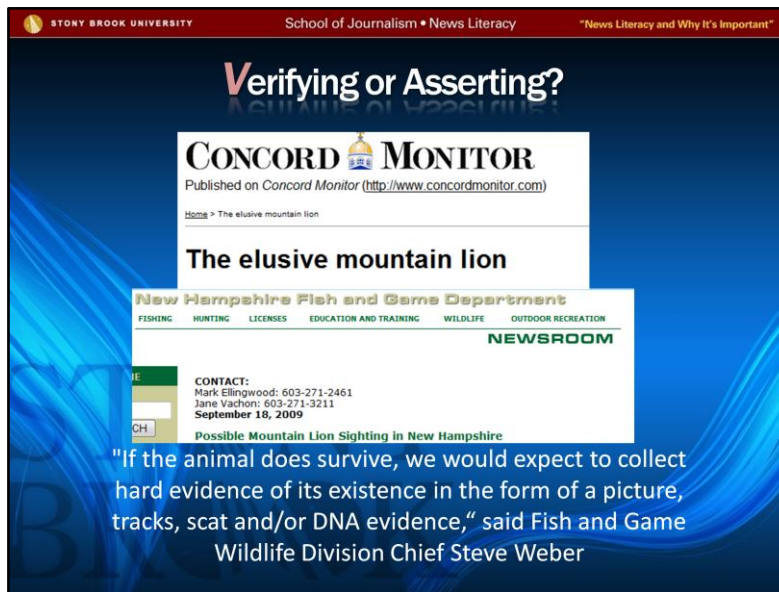 STONY BROOK UNIVERSITY School of Journalism • News Literacy "News Literacy and Why It's Important"
Verifying or Asserting?
CONCORD MONITOR
Published on Concord Monitor (http://www.concordmonitor.com)
Home > The elusive mountain lion
The elusive mountain lion
New Hampshire Fish and Game Department
FISHING HUNTING LICENSES EDUCATION AND TRAINING WILDLIFE OUTDOOR RECREATION
NEWSROOM
CONTACT:
Mark Ellingwood: 603-271-2461
Jane Vachon: 603-271-3211
September 18, 2009
CH
Possible Mountain Lion Sighting in New Hampshire
"If the animal does survive, we would expect to collect
hard evidence of its existence in the form of a picture,
tracks, scat and/or DNA evidence,“ said Fish and Game
Wildlife Division Chief Steve Weber